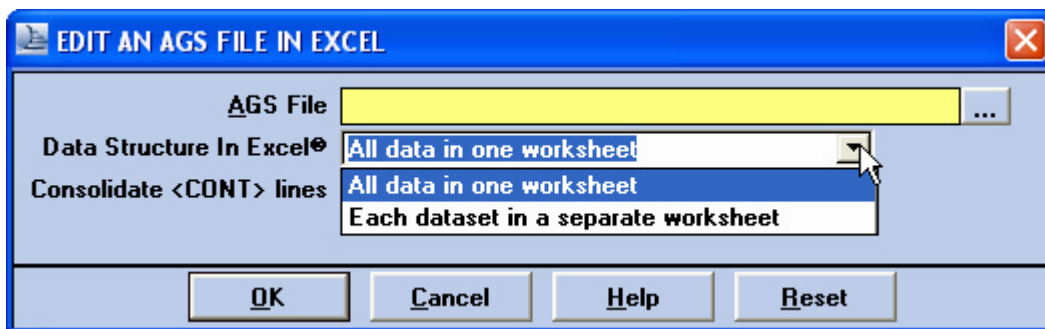 EDIT AN AGS FILE IN EXCEL
AGS File ...
Data Structure In Excel® All data in one worksheet
Consolidate <CONT> lines All data in one worksheet
Each dataset in a separate worksheet
OK Cancel Help Reset